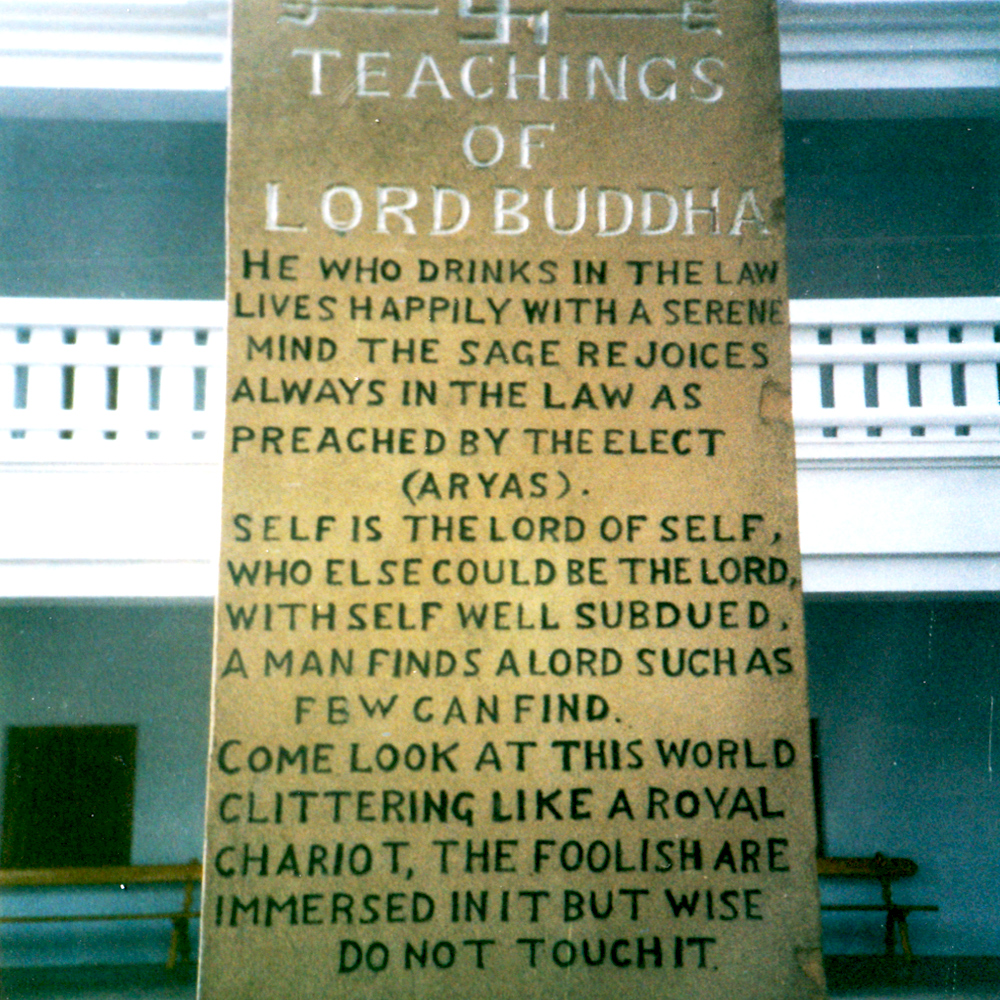 TEACHINGS
OF
LORD BUDDHA
HE WHO DRINKS IN THE LAW
LIVES HAPPILY WITH A SERENE
MIND THE SAGE REJOICES
ALWAYS IN THE LAW AS
PREACHED BY THE ELECT
(ARYAS).
SELF IS THE LORD OF SELF,
WHO ELSE COULD BE THE LORD,
WITH SELF WELL SUBDUED,
A MAN FINDS A LORD SUCH AS
FEW CAN FIND.
COME LOOK AT THIS WORLD
CLITTERING LIKE A ROYAL
CHARIOT, THE FOOLISH ARE
IMMERSED IN IT BUT WISE
DO NOT TOUCH IT.